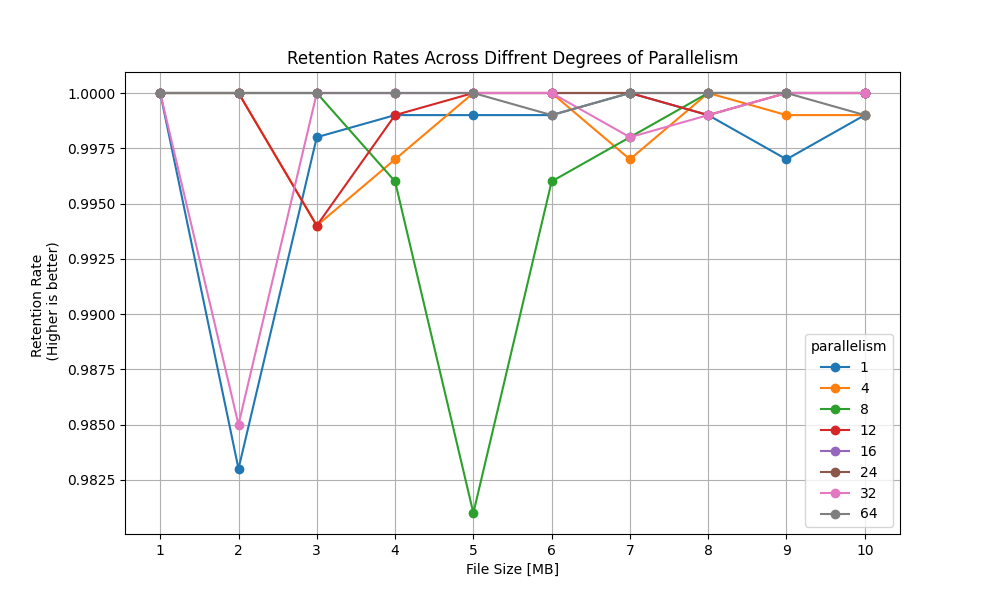 Retention Rates Across Diffrent Degrees of Parallelism
Retention Rate
(Higher is better)
1.0000
0.9975
0.9950
0.9925
0.9900
0.9875
0.9850
0.9825
parallelism
1
4
8
12
16
24
32
64
1 2 3 4 5 6 7 8 9 10
File Size [MB]